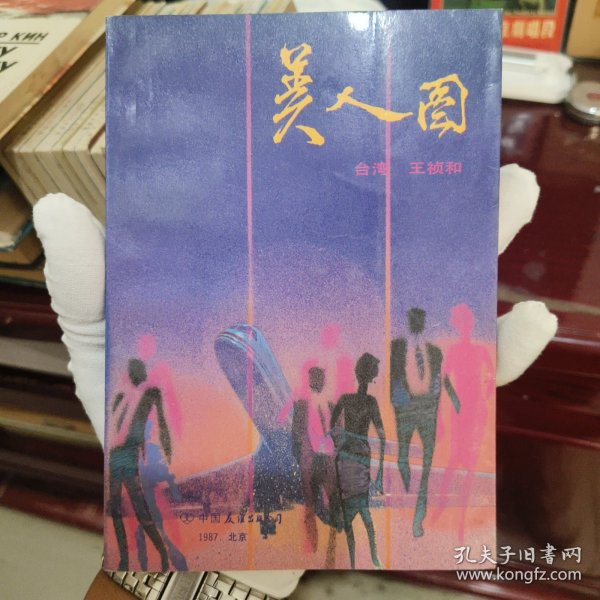 美人图
台湾 王祯和
中国友谊出版公司
1987.北京
孔夫子旧书网
www.kongfz.com